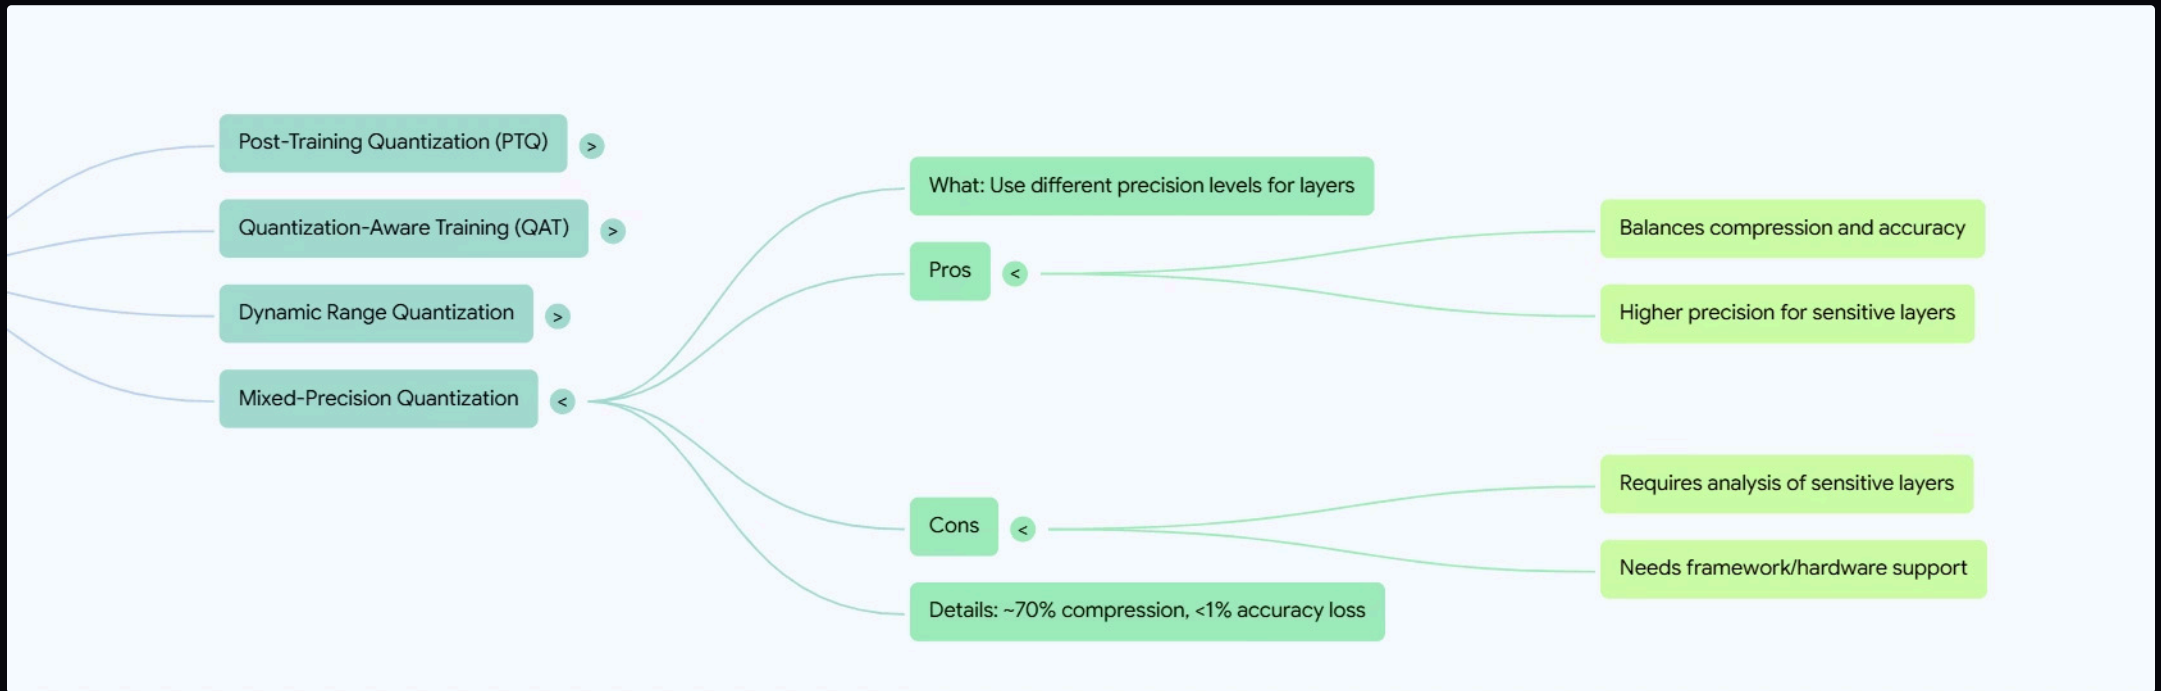 Post-Training Quantization (PTQ)
>
Quantization-Aware Training (QAT)
>
Dynamic Range Quantization
>
Mixed-Precision Quantization
<
What: Use different precision levels for layers
Pros
<
Balances compression and accuracy
Higher precision for sensitive layers
Cons
<
Requires analysis of sensitive layers
Needs framework/hardware support
Details: ~70% compression, <1% accuracy loss